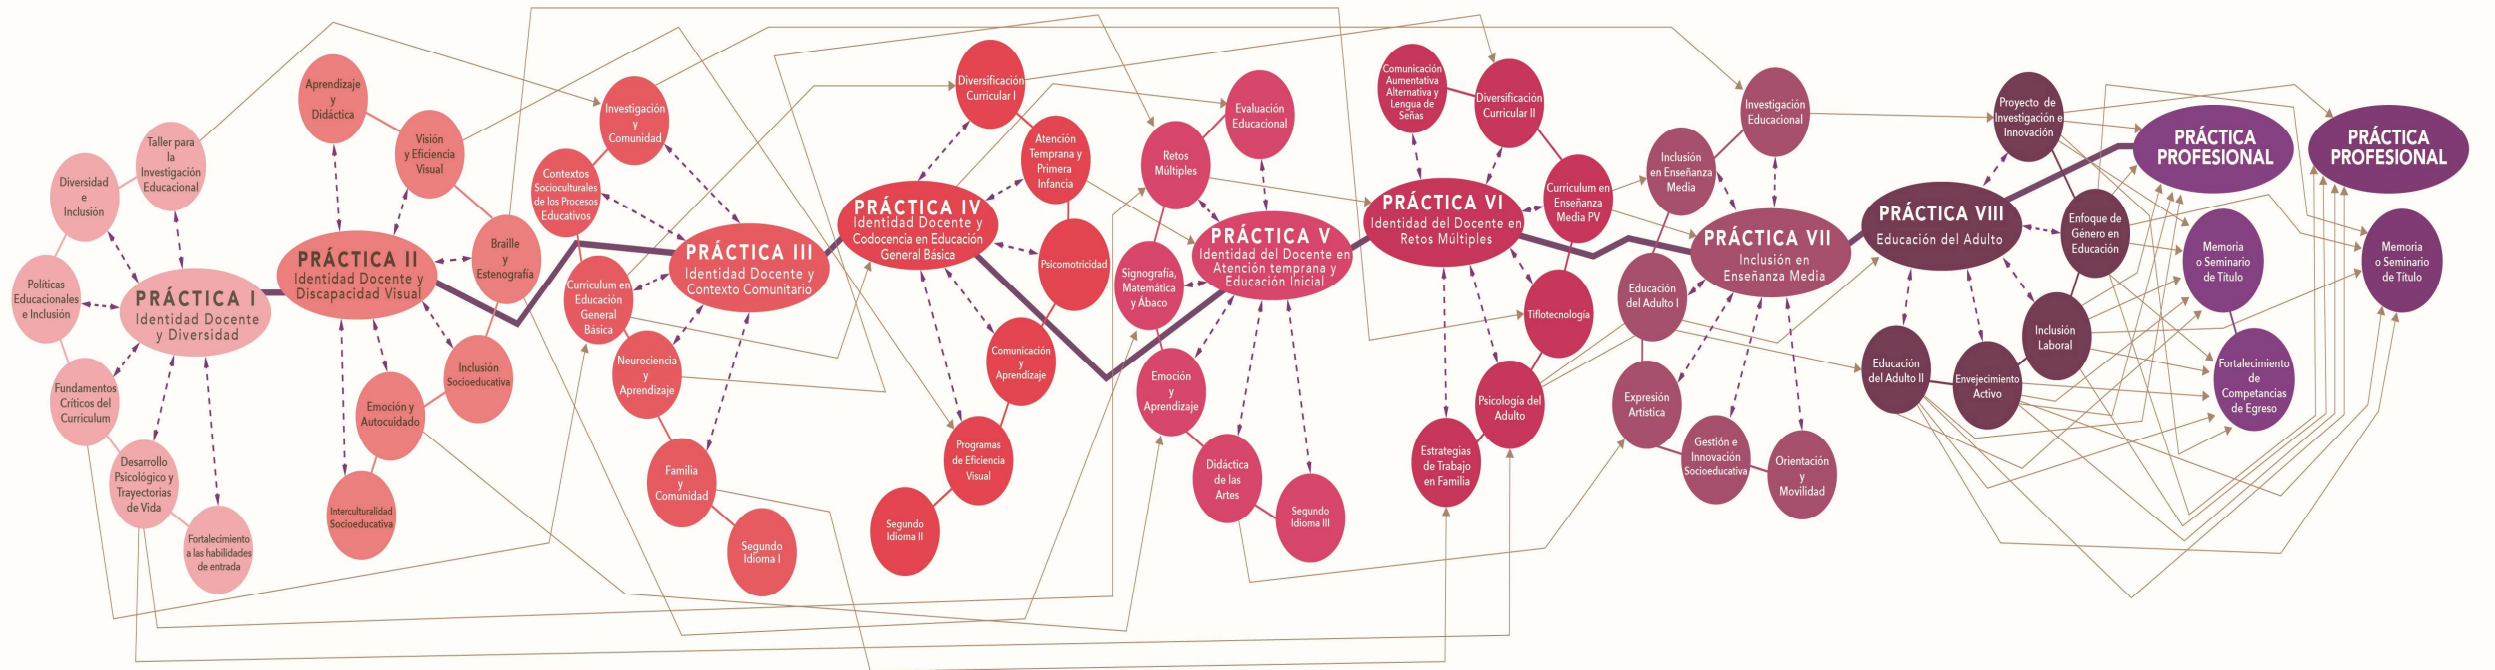 Políticas
Educacionales
e Inclusión
Diversidad
e
Inclusión
Taller para
la
Investigación
Educacional
PRÁCTICA I
Identidad Docente
y Diversidad
Fundamentos
Críticos del
Curriculum
Desarrollo
Psicológico y
Trayectorias
de Vida
Fortalecimiento
a las habilidades
de entrada
Aprendizaje
y
Didáctica
Visión
y Eficiencia
Visual
Braille
y
Estenografía
PRÁCTICA II
Identidad Docente y
Discapacidad Visual
Inclusión
Socioeducativa
Emoción y
Autocuidado
Interculturalidad
Socioeducativa
Investigación
y
Comunidad
Contextos
Socioculturales
de los Procesos
Educativos
PRÁCTICA III
Identidad Docente y
Contexto Comunitario
Curriculum en
Educación
General
Básica
Neurociencia
y
Aprendizaje
Familia
y
Comunidad
Segundo
Idioma I
Diversificación
Curricular I
Atención
Temprana y
Primera
Infancia
PRÁCTICA IV
Identidad Docente y
Codocencia en Educación
General Básica
Psicomotricidad
Comunicación
y
Aprendizaje
Programas
de Eficiencia
Visual
Segundo
Idioma II
Evaluación
Educacional
Retos
Múltiples
PRÁCTICA V
Identidad del Docente en
Atención temprana y
Educación Inicial
Signografía,
Matemática
y Ábaco
Emoción
y
Aprendizaje
Didáctica
de las
Artes
Segundo
Idioma III
Comunicación
Aumentativa
Alternativa y
Lengua de
Señas
Diversificación
Curricular II
Curriculum en
Enseñanza
Media PV
PRÁCTICA VI
Identidad del Docente en
Retos Múltiples
Tiflotecnología
Psicología del
Adulto
Estrategias
de Trabajo
en Familia
Investigación
Educacional
Inclusión
en Enseñanza
Media
PRÁCTICA VII
Inclusión en
Enseñanza Media
Educación
del Adulto I
Expresión
Artística
Gestión e
Innovación
Socioeducativa
Orientación
y
Movilidad
Proyecto de
Investigación e
Innovación
PRÁCTICA VIII
Educación del Adulto
Enfoque de
Género en
Educación
Inclusión
Laboral
Envejecimiento
Activo
Educación
del Adulto II
PRÁCTICA
PROFESIONAL
Memoria
o Seminario
de Título
Fortalecimiento
de
Competancias
de Egreso
PRÁCTICA
PROFESIONAL
Memoria
o Seminario
de Título